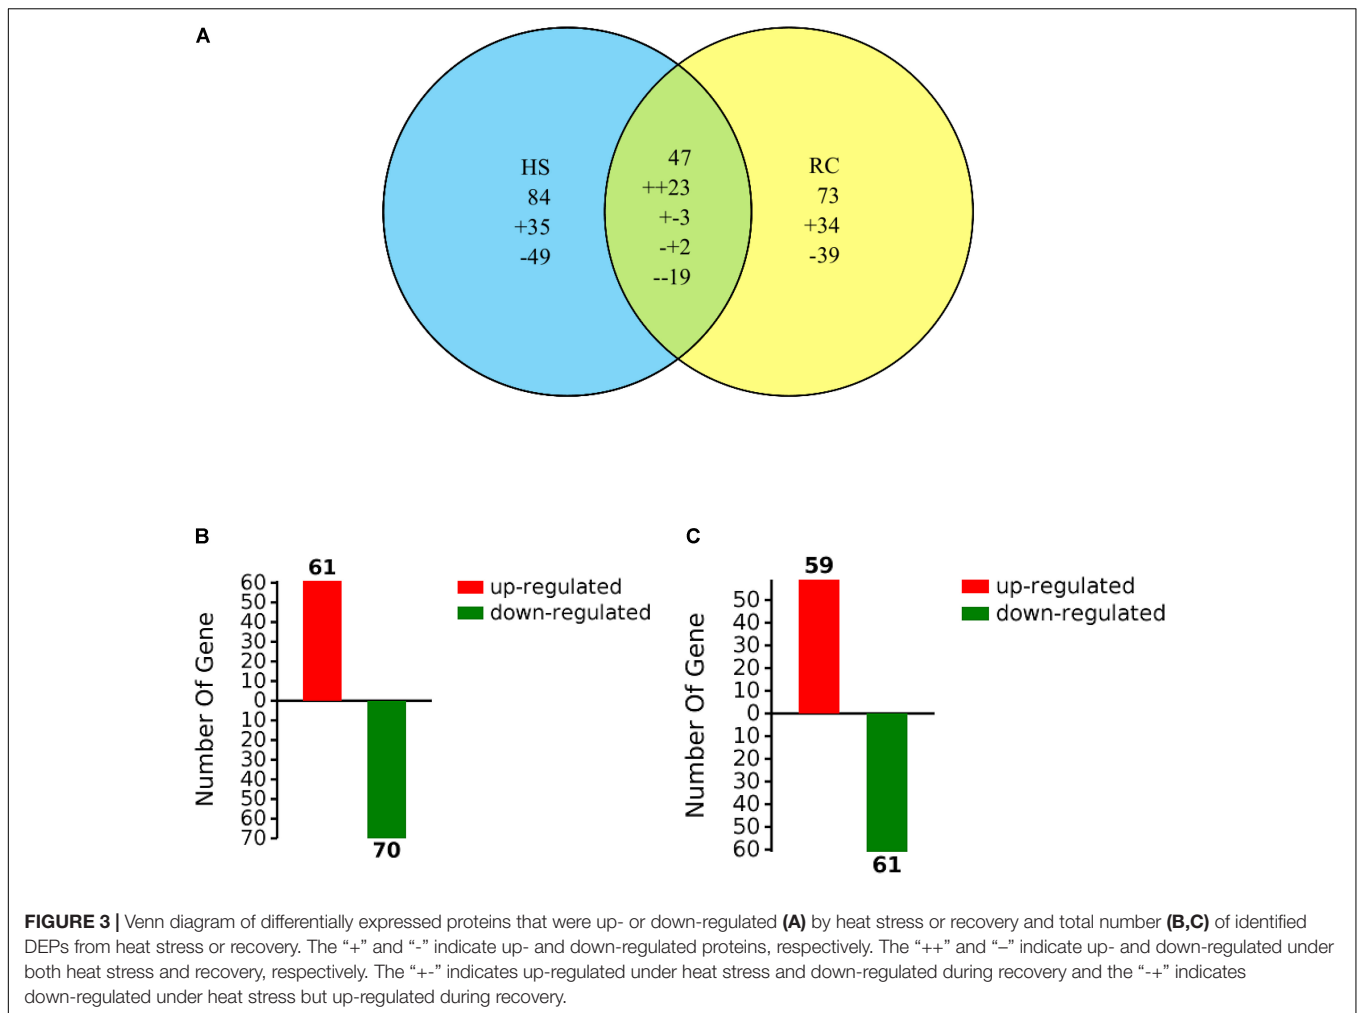 A
HS
84
+35
-49
47
++23
+-3
-+2
--19
RC
73
+34
-39
B
61
60
50
40
30
20
10
0
10
20
30
40
50
60
70
70
Number Of Gene
up-regulated
down-regulated
C
59
50
40
30
20
10
0
10
20
30
40
50
60
61
Number Of Gene
up-regulated
down-regulated
FIGURE 3 | Venn diagram of differentially expressed proteins that were up- or down-regulated (A) by heat stress or recovery and total number (B,C) of identified
DEPs from heat stress or recovery. The “+” and “-” indicate up- and down-regulated proteins, respectively. The “++” and “–” indicate up- and down-regulated under
both heat stress and recovery, respectively. The “+-” indicates up-regulated under heat stress and down-regulated during recovery and the “-+” indicates
down-regulated under heat stress but up-regulated during recovery.